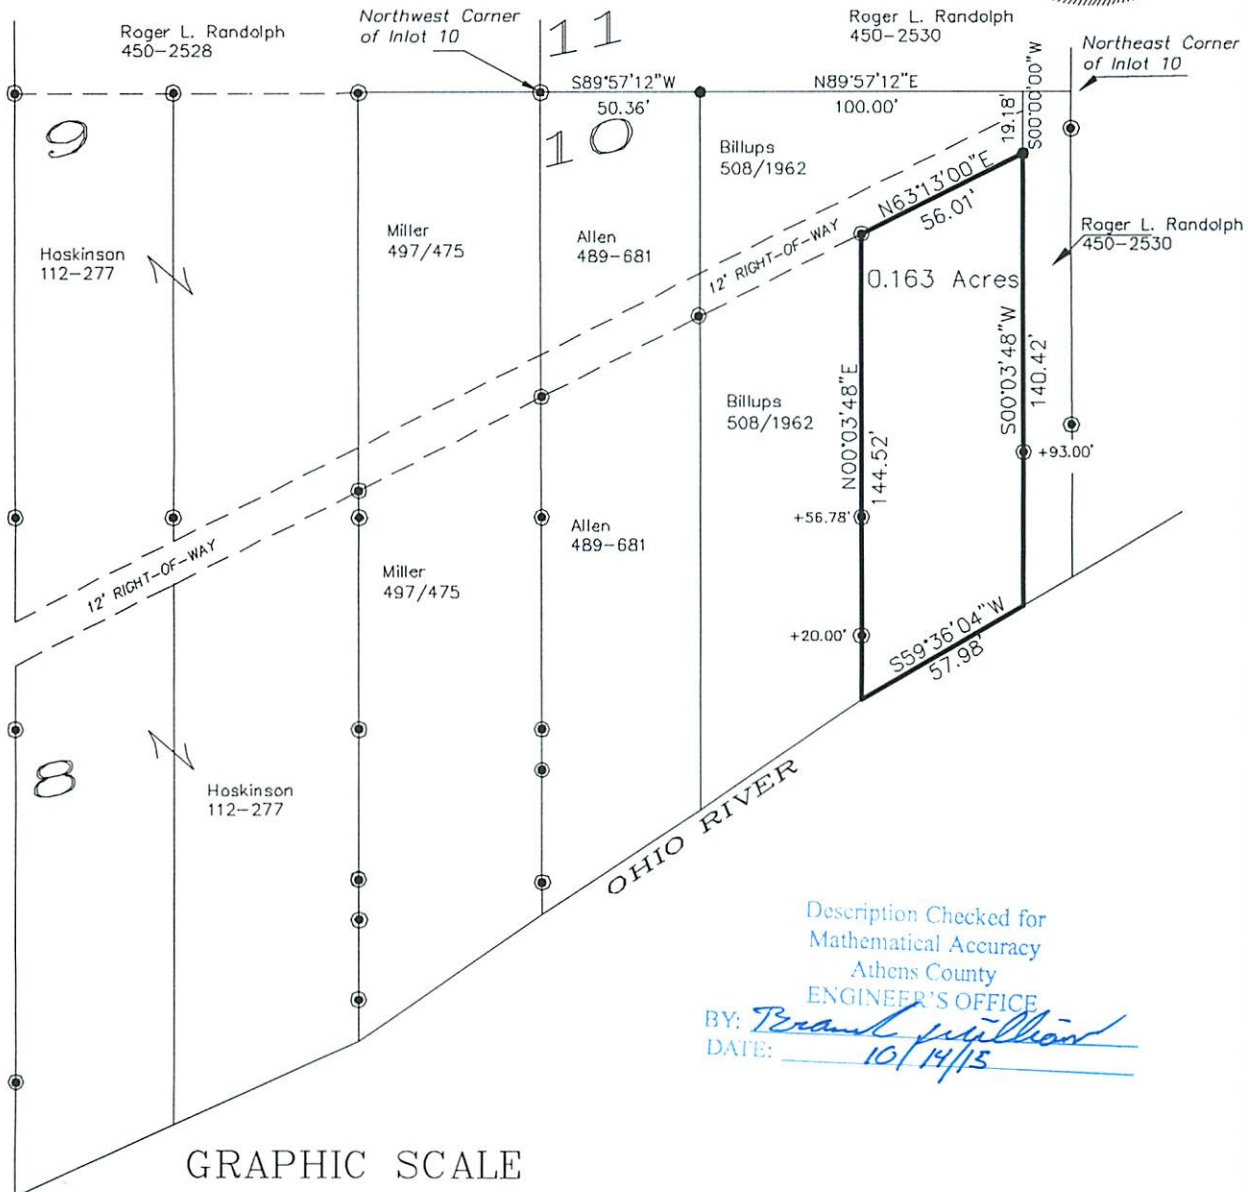 Roger L. Randolph
450-2528
Northwest Corner
of Inlot 10
11
Roger L. Randolph
450-2530
Northeast Corner
of Inlot 10
S89°57'12"W
50.36'
N89°57'12"E
100.00'
19.18'
S00°00'00"W
9
10
Billups
508/1962
N63°13'00"E
56.01'
Roger L. Randolph
450-2530
Hoskinson
112-277
Miller
497/475
Allen
489-681
12' RIGHT-OF-WAY
0.163 Acres
N00°03'48"E
144.52'
S00°03'48"W
140.42'
Billups
508/1962
+93.00'
+56.78'
Allen
489-681
12' RIGHT-OF-WAY
Miller
497/475
+20.00'
S59°36'04"W
57.98'
8
Hoskinson
112-277
OHIO RIVER
Description Checked for
Mathematical Accuracy
Athens County
ENGINEER'S OFFICE
BY:
DATE: 10/14/15
GRAPHIC SCALE